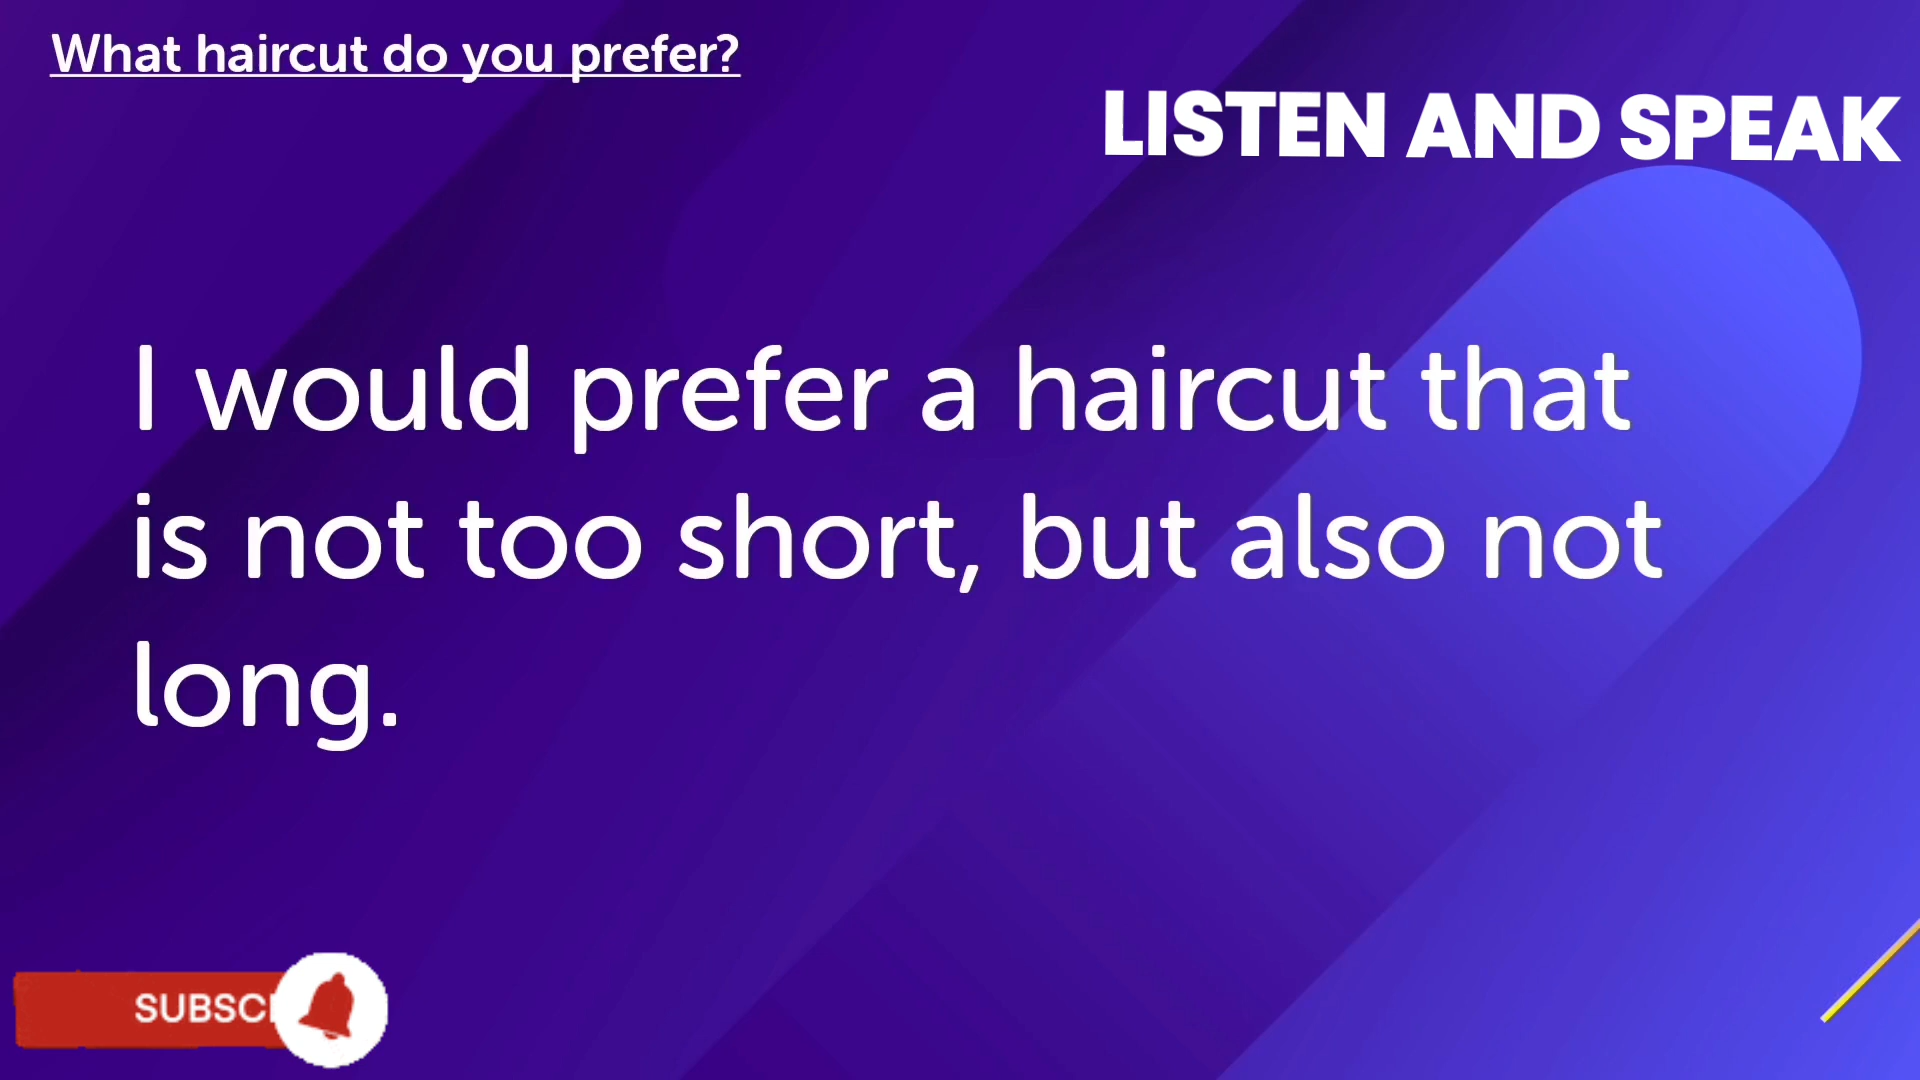 What haircut do you prefer?
LISTEN AND SPEAK
I would prefer a haircut that
is not too short, but also not
long.
SUBSC